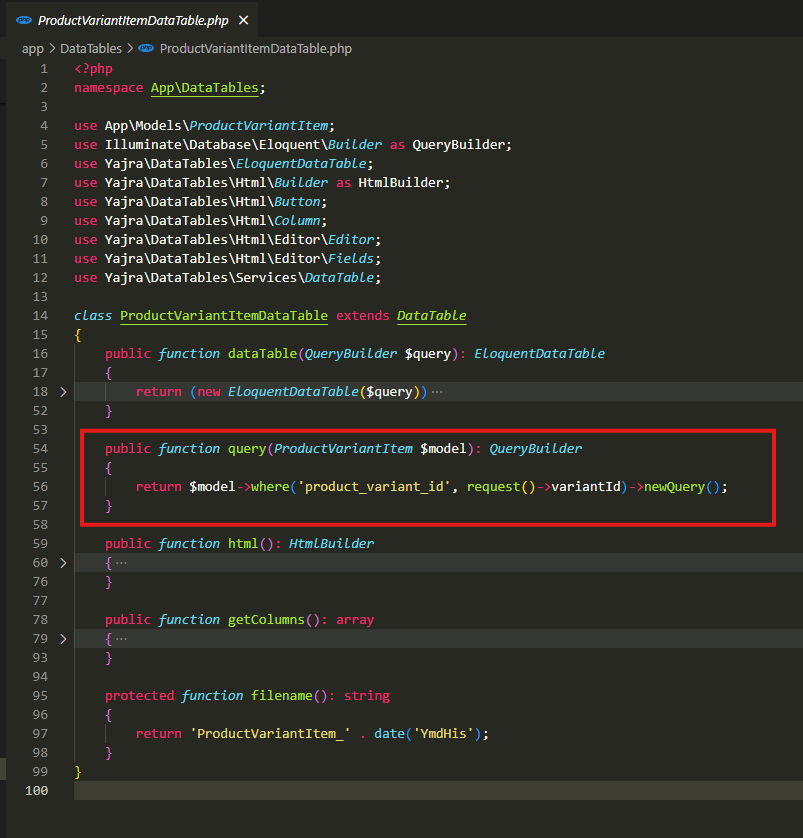 php ProductVariantItemDataTable.php ×
app > DataTables > php ProductVariantItemDataTable.php
1 <?php
2 namespace App\DataTables;
3
4 use App\Models\ProductVariantItem;
5 use Illuminate\Database\Eloquent\Builder as QueryBuilder;
6 use Yajra\DataTables\EloquentDataTable;
7 use Yajra\DataTables\Html\Builder as HtmlBuilder;
8 use Yajra\DataTables\Html\Button;
9 use Yajra\DataTables\Html\Column;
10 use Yajra\DataTables\Html\Editor\Editor;
11 use Yajra\DataTables\Html\Editor\Fields;
12 use Yajra\DataTables\Services\DataTable;
13
14 class ProductVariantItemDataTable extends DataTable
15 {
16 public function dataTable(QueryBuilder $query): EloquentDataTable
17 {
18 > return (new EloquentDataTable($query))···
52 }
53
54 public function query(ProductVariantItem $model): QueryBuilder
55 {
56 return $model->where('product_variant_id', request()->variantId)->newQuery();
57 }
58
59 public function html(): HtmlBuilder
60 > {···
76 }
77
78 public function getColumns(): array
79 > {···
93 }
94
95 protected function filename(): string
96 {
97 return 'ProductVariantItem_' . date('YmdHis');
98 }
99 }
100